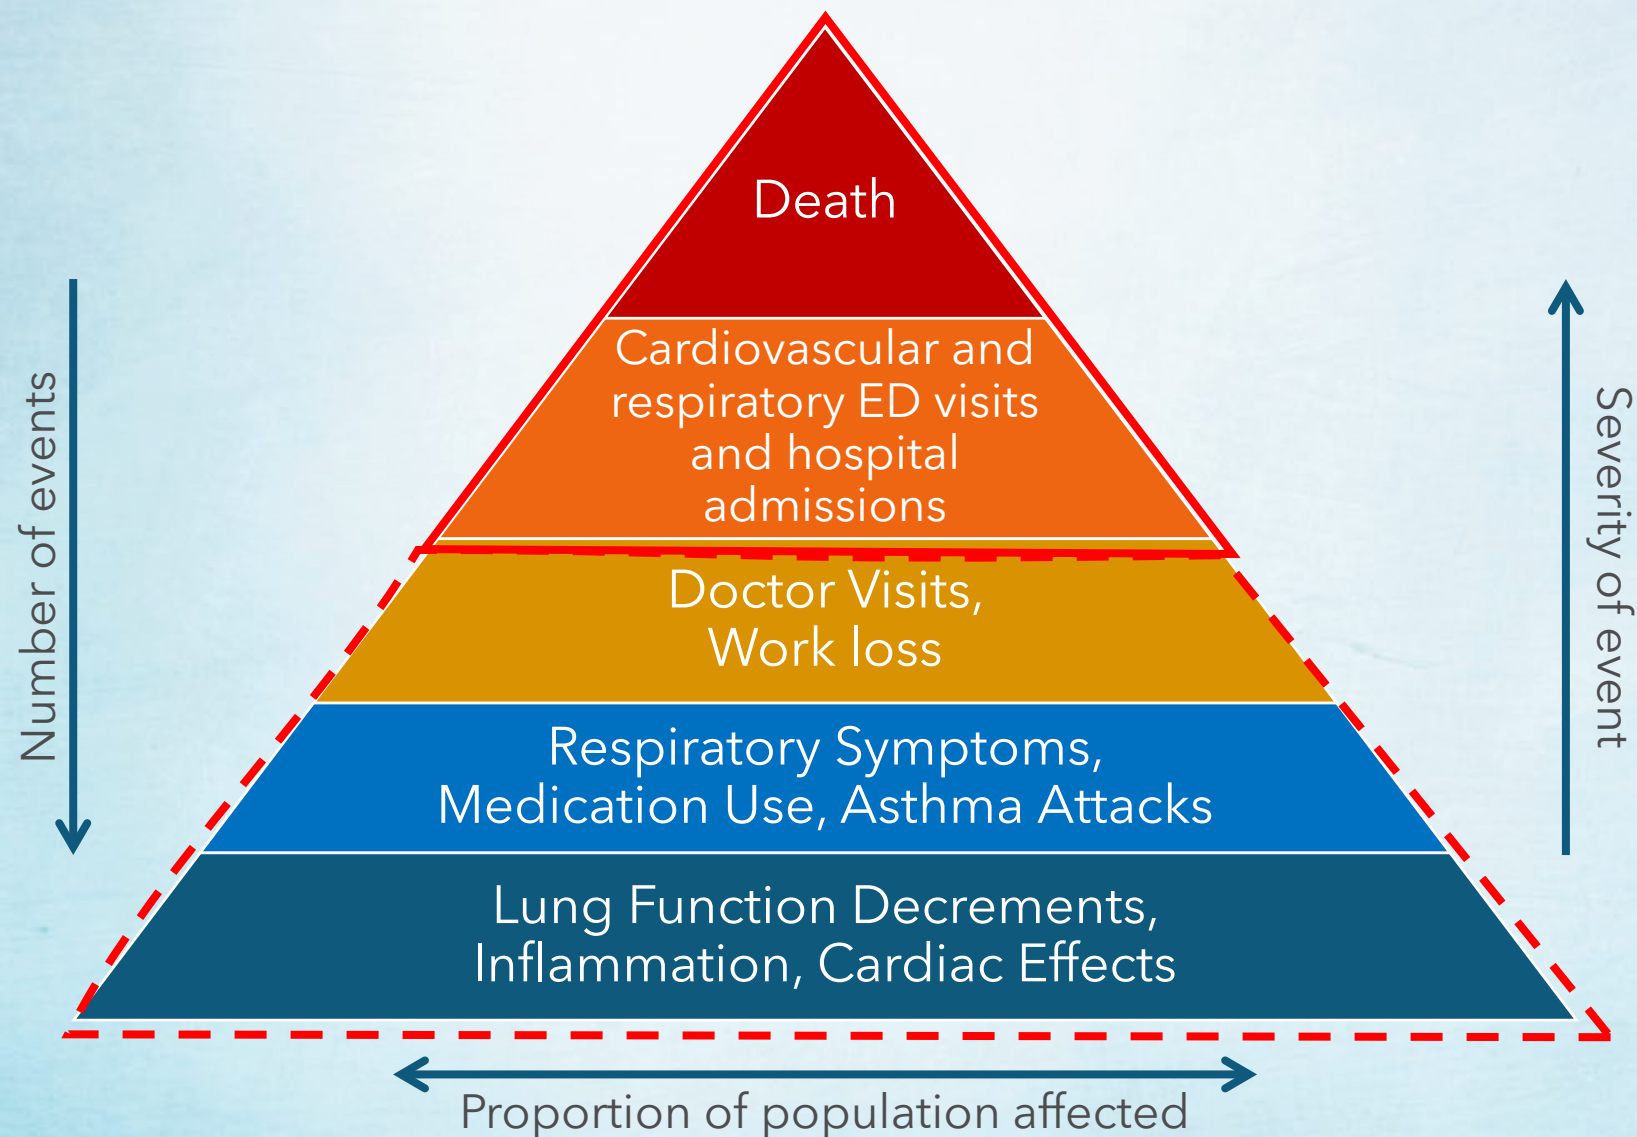 Death
Cardiovascular and
respiratory ED visits
and hospital
admissions
Doctor Visits,
Work loss
Respiratory Symptoms,
Medication Use, Asthma Attacks
Lung Function Decrements,
Inflammation, Cardiac Effects
Number of events
Severity of event
Proportion of population affected